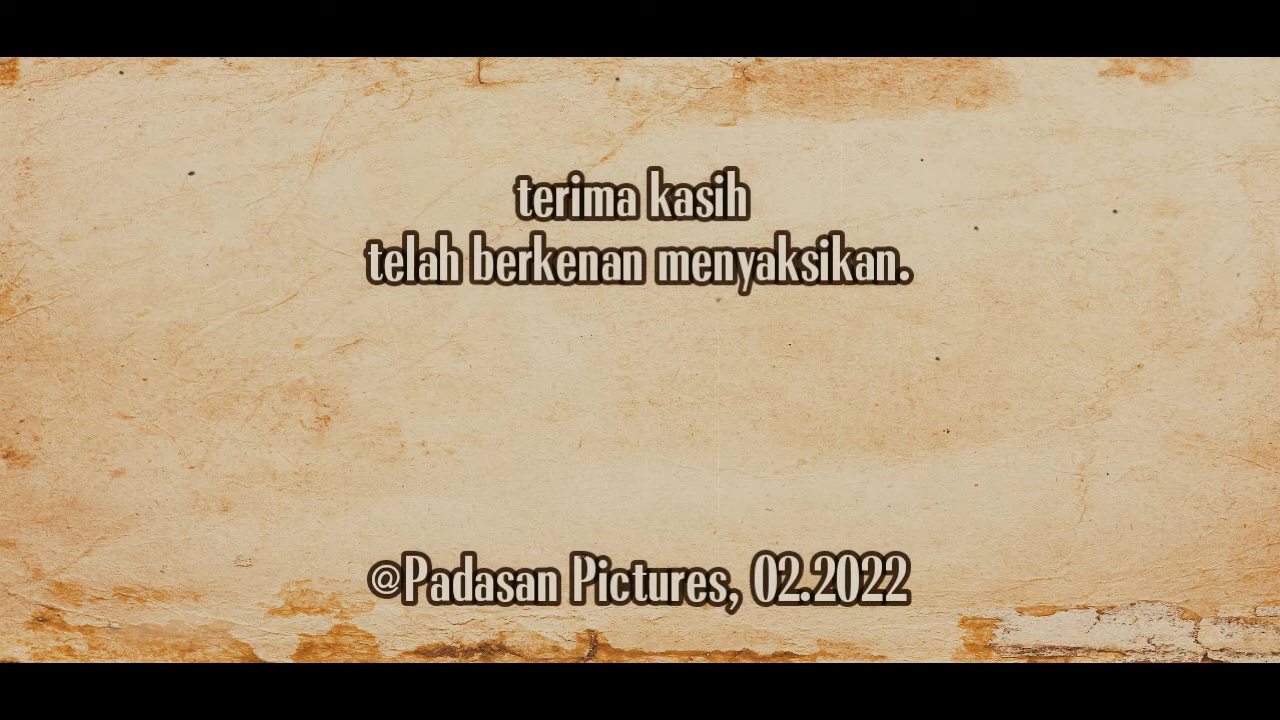 terima kasih
telah berkenan menyaksikan.
@Padasan Pictures, 02.2022